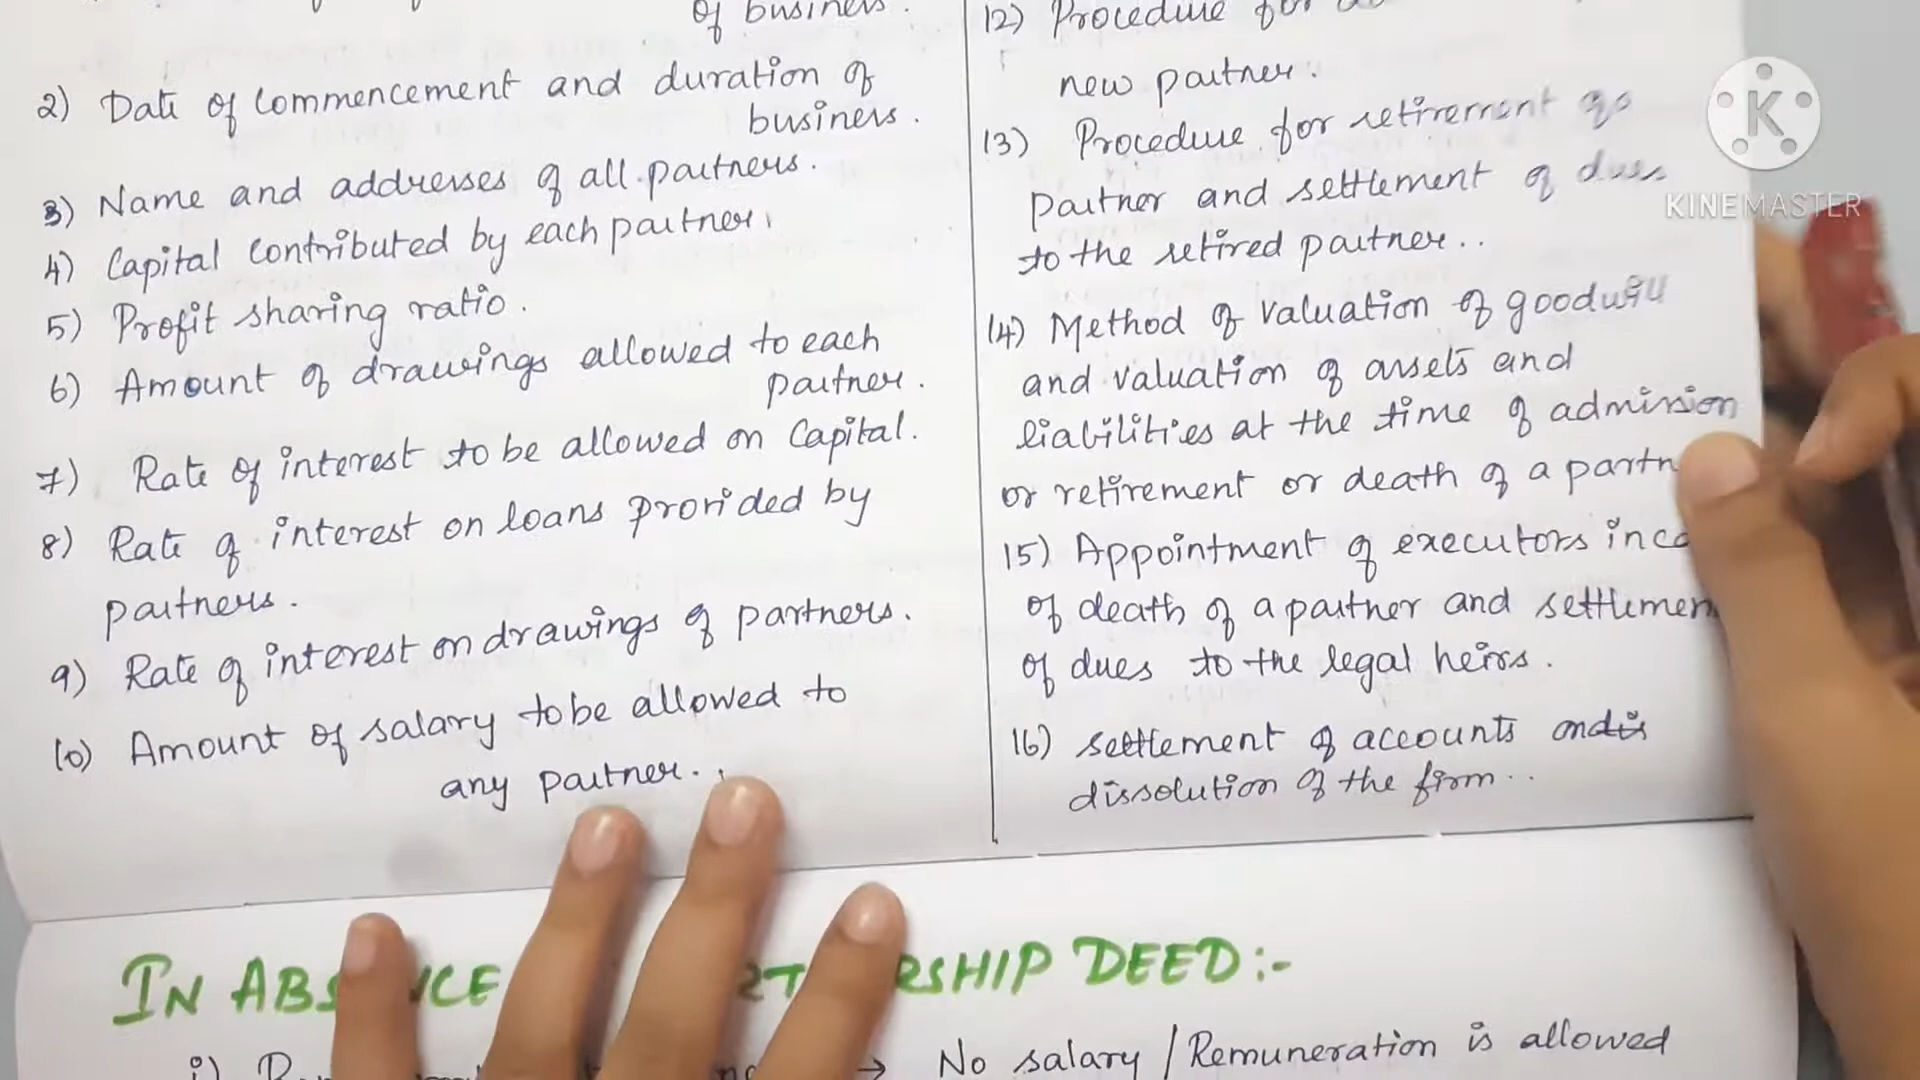 of business.
2) Date of Commencement and duration of
business.
3) Name and addresses of all partners.
4) Capital Contributed by each partner.
5) Profit sharing ratio.
6) Amount of drawings allowed to each
partner.
7) Rate of interest to be allowed on Capital.
8) Rate of interest on loans provided by
partners.
9) Rate of interest on drawings of partners.
10) Amount of salary to be allowed to
any partner..
12) Procedure for
new partner.
13) Procedure for retirement of a
partner and settlement of dues
to the retired partner..
14) Method of Valuation of goodwill
and valuation of assets and
liabilities at the time of admission
or retirement or death of a partn
15) Appointment of executors in ca
of death of a partner and settlemen
of dues to the legal heirs.
16) settlement of accounts on
dissolution of the firm...
K
KINEMASTER
IN ABS NCE RT RSHIP DEED:-
i) → No salary / Remuneration is allowed